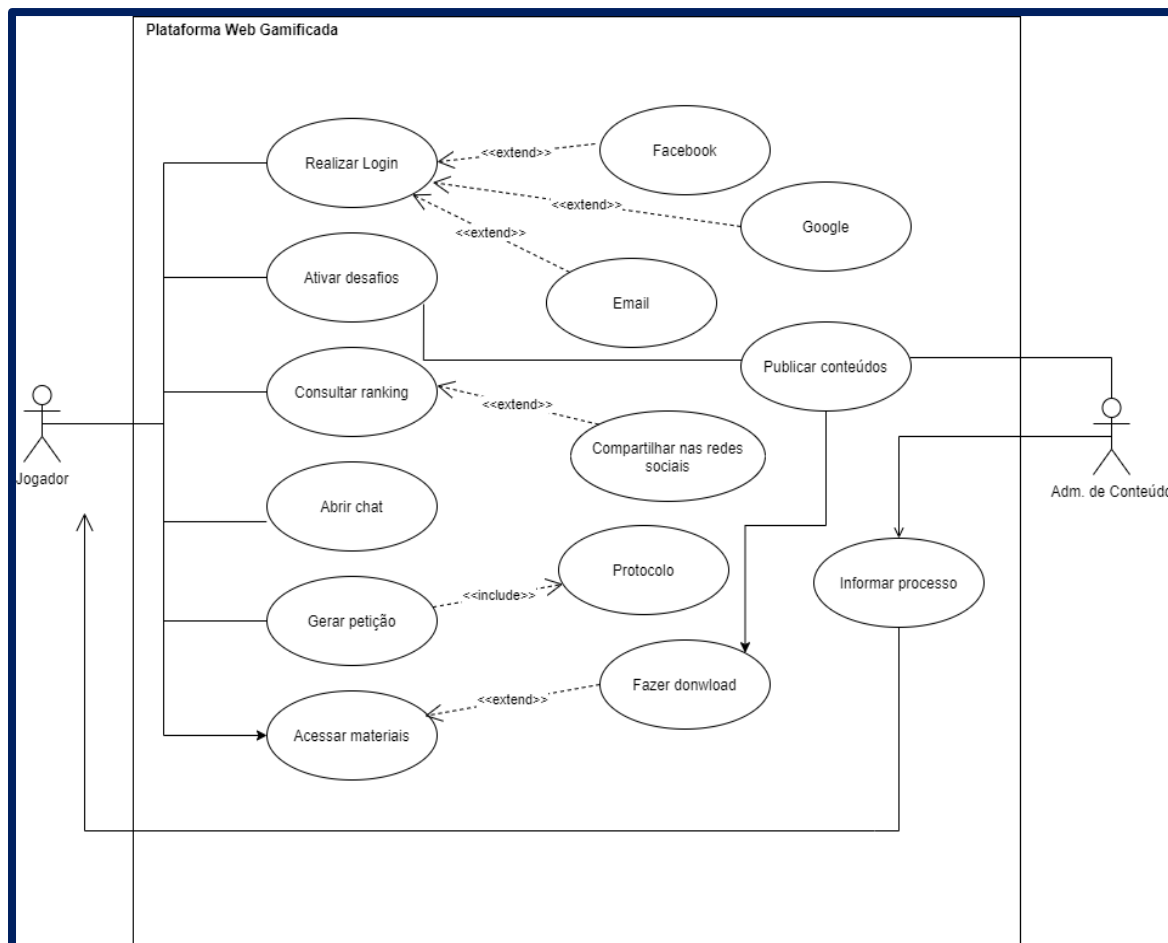 Plataforma Web Gamificada
Realizar Login
<<extend>>
Facebook
<<extend>>
Google
<<extend>>
Email
Ativar desafios
Publicar conteúdos
Consultar ranking
<<extend>>
Compartilhar nas redes
sociais
Jogador
Adm. de Conteúdo
Abrir chat
Protocolo
Informar processo
<<include>>
Gerar petição
Fazer donwload
<<extend>>
Acessar materiais